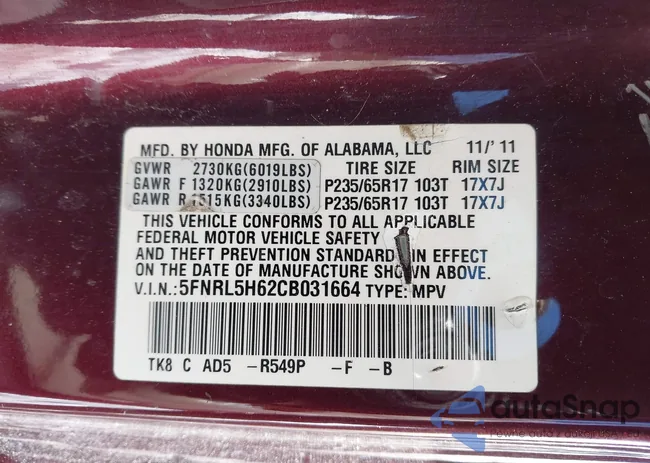 MFD. BY HONDA MFG. OF ALABAMA, LLC 11/'11
GVWR 2730KG(6019LBS) TIRE SIZE RIM SIZE
GAWR F 1320KG(2910LBS) P235/65R17 103T 17X7J
GAWR R 1515KG(3340LBS) P235/65R17 103T 17X7J
THIS VEHICLE CONFORMS TO ALL APPLICABLE
FEDERAL MOTOR VEHICLE SAFETY
AND THEFT PREVENTION STANDARD IN EFFECT
ON THE DATE OF MANUFACTURE SHOWN ABOVE.
V.I.N.: 5FNRL5H62CB031664 TYPE: MPV
TK8 C AD5 -R549P -F -B
autoSnap